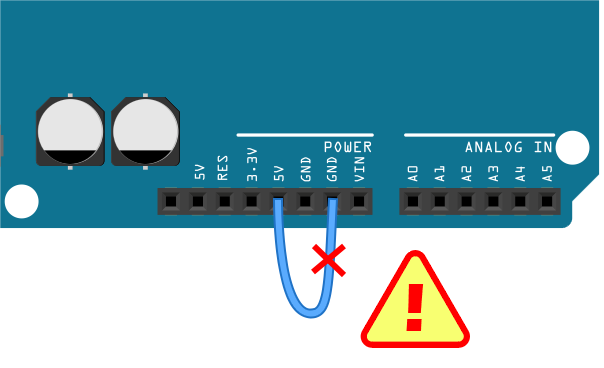 POWER
ANALOG IN
5V
RES
3.3V
5V
GND
GND
VIN
A0
A1
A2
A3
A4
A5
!